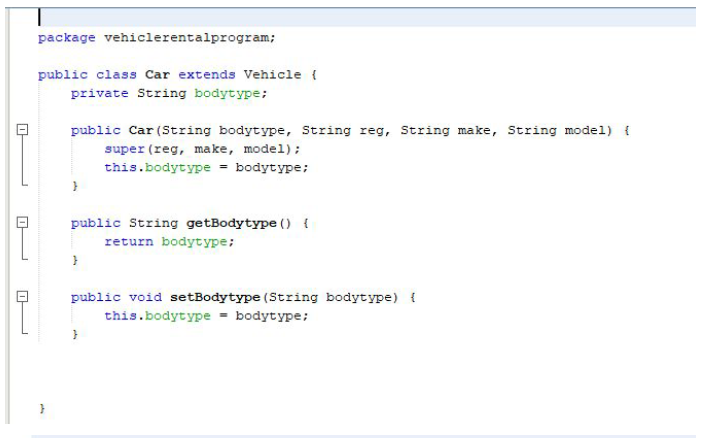 package vehiclerentalprogram;
public class Car extends Vehicle {
private String bodytype;
public Car(String bodytype, String reg, String make, String model) {
super(reg, make, model);
this.bodytype = bodytype;
}
public String getBodytype() {
return bodytype;
}
public void setBodytype(String bodytype) {
this.bodytype = bodytype;
}
}